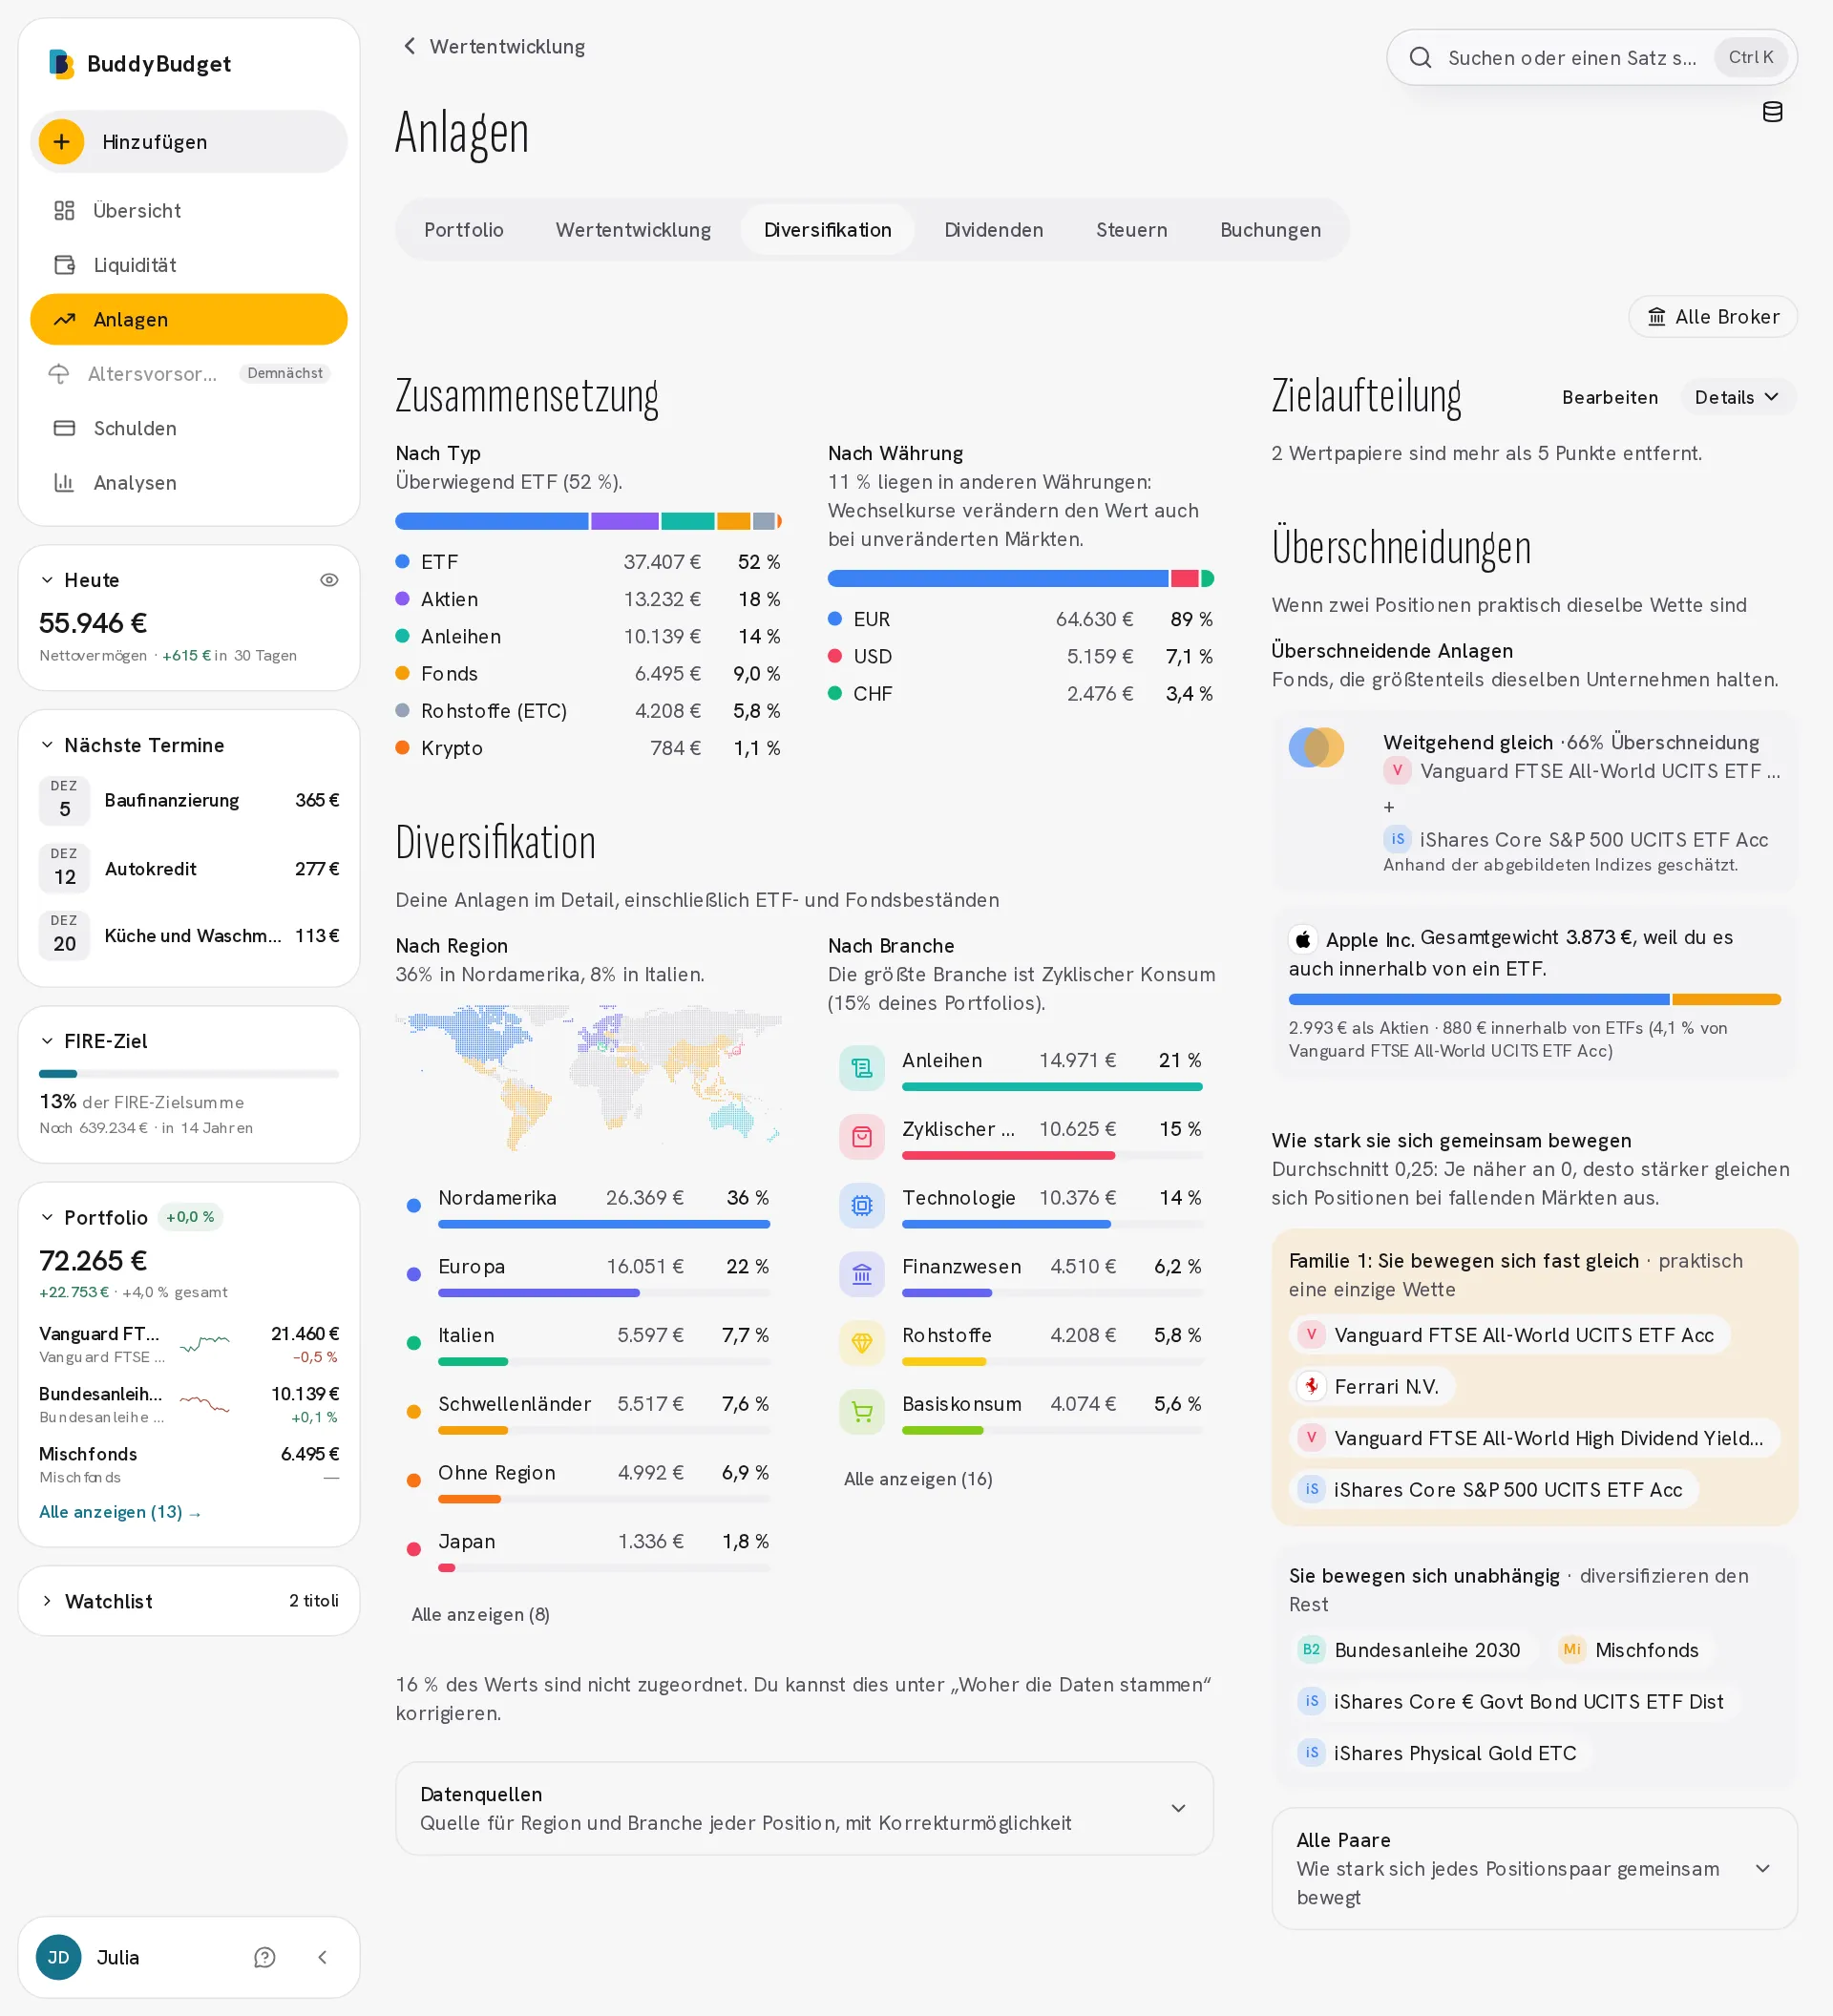 BuddyBudget
Hinzufügen
Übersicht
Liquidität
Anlagen
Altersvorsor... Demnächst
Schulden
Analysen
Heute
55.946 €
Nettovermögen · +615 € in 30 Tagen
Nächste Termine
DEZ
5
Baufinanzierung 365 €
DEZ
12
Autokredit 277 €
DEZ
20
Küche und Waschm... 113 €
FIRE-Ziel
13% der FIRE-Zielsumme
Noch 639.234 € · in 14 Jahren
Portfolio +0,0 %
72.265 €
+22.753 € · +4,0 % gesamt
Vanguard FT... 21.460 €
Vanguard FTSE ... −0,5 %
Bundesanleih... 10.139 €
Bundesanleihe ... +0,1 %
Mischfonds 6.495 €
Mischfonds —
Alle anzeigen (13) →
Watchlist 2 titoli
JD Julia
Wertentwicklung
Suchen oder einen Satz s... Ctrl K
Anlagen
Portfolio Wertentwicklung Diversifikation Dividenden Steuern Buchungen
Alle Broker
Zusammensetzung
Nach Typ
Überwiegend ETF (52 %).
ETF 37.407 € 52 %
Aktien 13.232 € 18 %
Anleihen 10.139 € 14 %
Fonds 6.495 € 9,0 %
Rohstoffe (ETC) 4.208 € 5,8 %
Krypto 784 € 1,1 %
Nach Währung
11 % liegen in anderen Währungen:
Wechselkurse verändern den Wert auch
bei unveränderten Märkten.
EUR 64.630 € 89 %
USD 5.159 € 7,1 %
CHF 2.476 € 3,4 %
Diversifikation
Deine Anlagen im Detail, einschließlich ETF- und Fondsbeständen
Nach Region
36% in Nordamerika, 8% in Italien.
Nordamerika 26.369 € 36 %
Europa 16.051 € 22 %
Italien 5.597 € 7,7 %
Schwellenländer 5.517 € 7,6 %
Ohne Region 4.992 € 6,9 %
Japan 1.336 € 1,8 %
Alle anzeigen (8)
Nach Branche
Die größte Branche ist Zyklischer Konsum
(15% deines Portfolios).
Anleihen 14.971 € 21 %
Zyklischer ... 10.625 € 15 %
Technologie 10.376 € 14 %
Finanzwesen 4.510 € 6,2 %
Rohstoffe 4.208 € 5,8 %
Basiskonsum 4.074 € 5,6 %
Alle anzeigen (16)
16 % des Werts sind nicht zugeordnet. Du kannst dies unter „Woher die Daten stammen“
korrigieren.
Datenquellen
Quelle für Region und Branche jeder Position, mit Korrekturmöglichkeit
Zielaufteilung Bearbeiten Details
2 Wertpapiere sind mehr als 5 Punkte entfernt.
Überschneidungen
Wenn zwei Positionen praktisch dieselbe Wette sind
Überschneidende Anlagen
Fonds, die größtenteils dieselben Unternehmen halten.
Weitgehend gleich · 66% Überschneidung
V Vanguard FTSE All-World UCITS ETF ...
+
iS iShares Core S&P 500 UCITS ETF Acc
Anhand der abgebildeten Indizes geschätzt.
Apple Inc. Gesamtgewicht 3.873 €, weil du es
auch innerhalb von ein ETF.
2.993 € als Aktien · 880 € innerhalb von ETFs (4,1 % von
Vanguard FTSE All-World UCITS ETF Acc)
Wie stark sie sich gemeinsam bewegen
Durchschnitt 0,25: Je näher an 0, desto stärker gleichen
sich Positionen bei fallenden Märkten aus.
Familie 1: Sie bewegen sich fast gleich · praktisch
eine einzige Wette
V Vanguard FTSE All-World UCITS ETF Acc
Ferrari N.V.
V Vanguard FTSE All-World High Dividend Yield...
iS iShares Core S&P 500 UCITS ETF Acc
Sie bewegen sich unabhängig · diversifizieren den
Rest
B2 Bundesanleihe 2030 Mi Mischfonds
iS iShares Core € Govt Bond UCITS ETF Dist
iS iShares Physical Gold ETC
Alle Paare
Wie stark sich jedes Positionspaar gemeinsam
bewegt